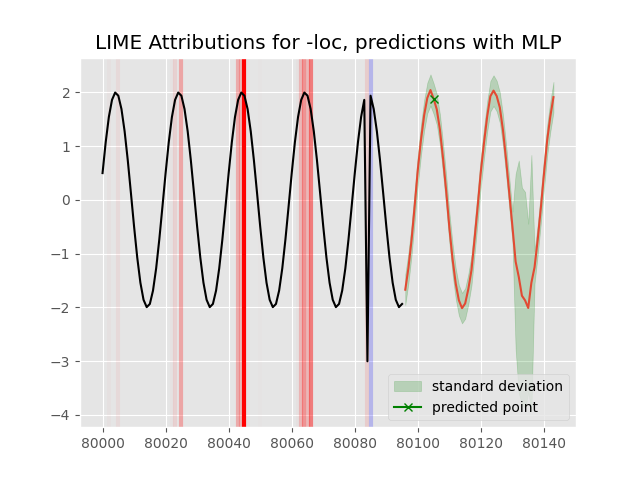 LIME Attributions for -loc, predictions with MLP
2
1
0
−1
−2
−3
−4
standard deviation
predicted point
80000 80020 80040 80060 80080 80100 80120 80140